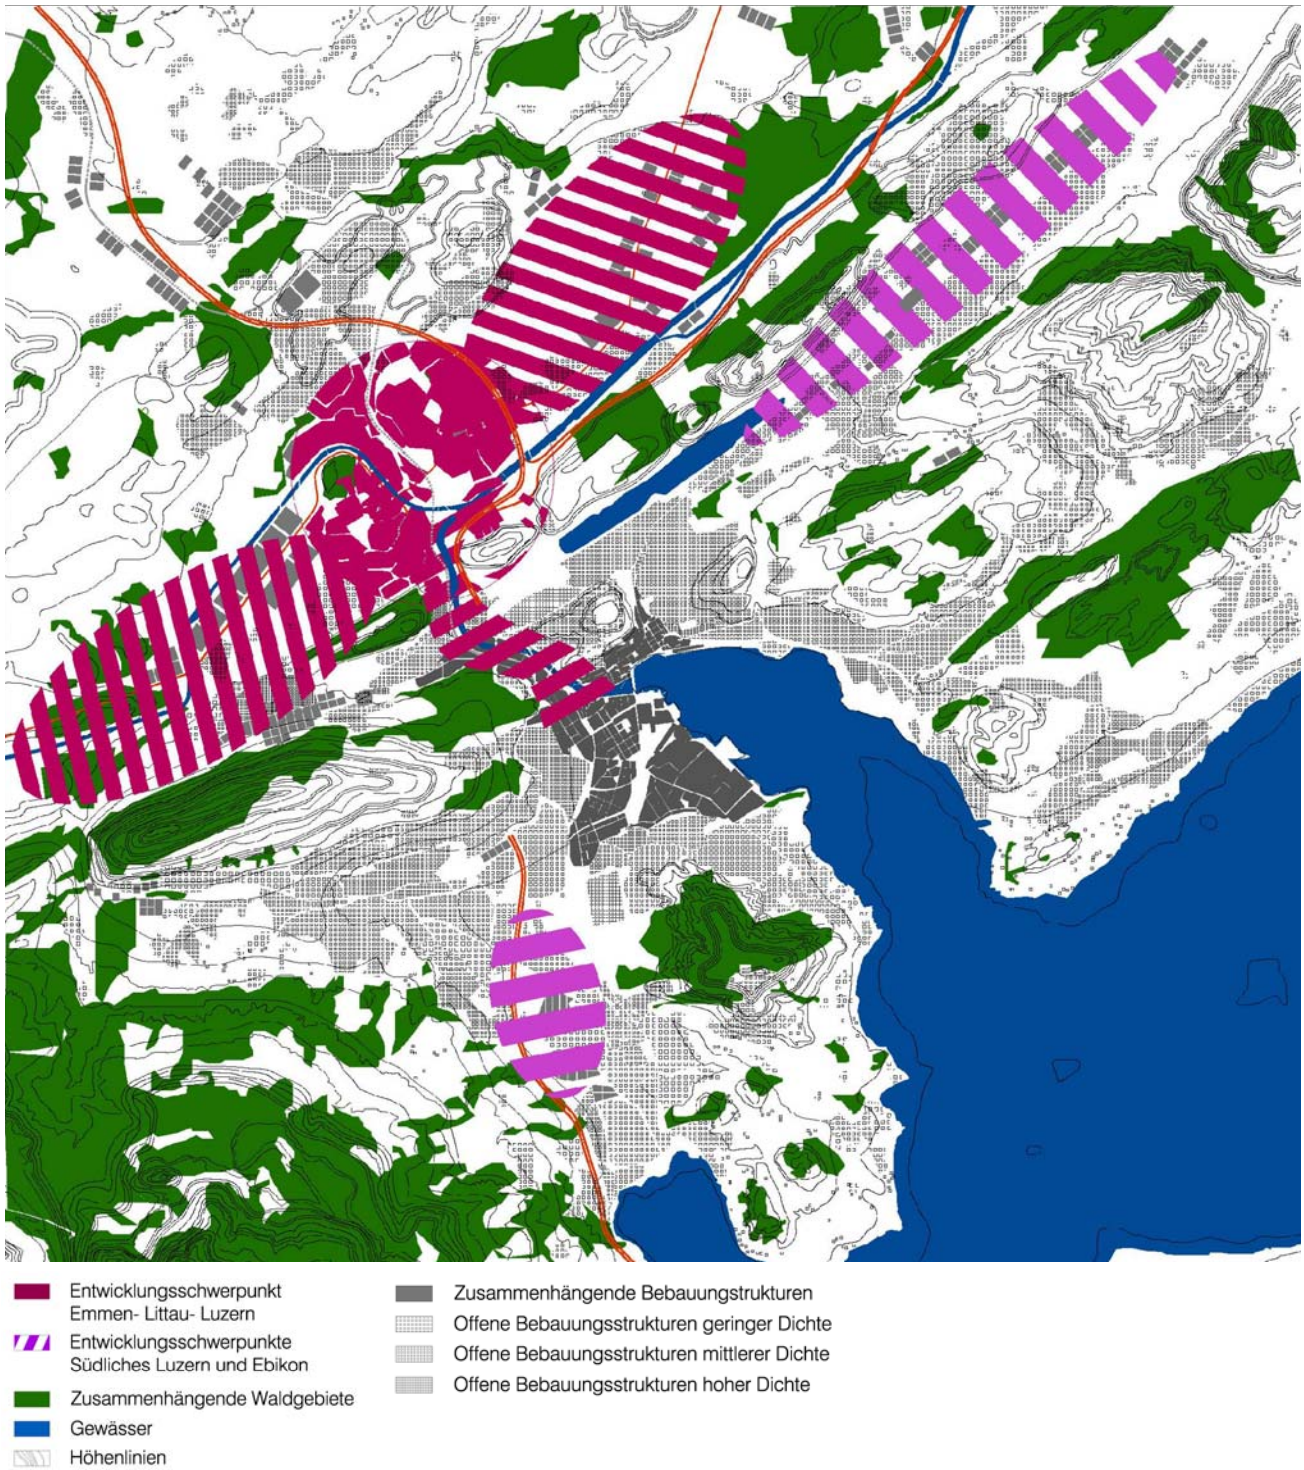 Entwicklungsschwerpunkt
Emmen- Littau- Luzern
Entwicklungsschwerpunkte
Südliches Luzern und Ebikon
Zusammenhängende Waldgebiete
Gewässer
Höhenlinien
Zusammenhängende Bebauungstrukturen
Offene Bebauungsstrukturen geringer Dichte
Offene Bebauungsstrukturen mittlerer Dichte
Offene Bebauungsstrukturen hoher Dichte